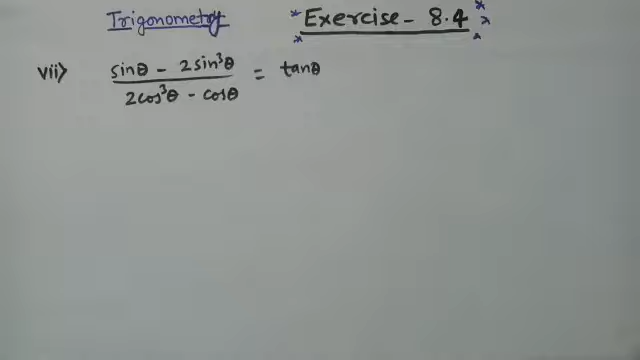 Trigonometry
* Exercise - 8.4 *
vii> sinθ - 2sin³θ / 2cos³θ - cosθ = tanθ